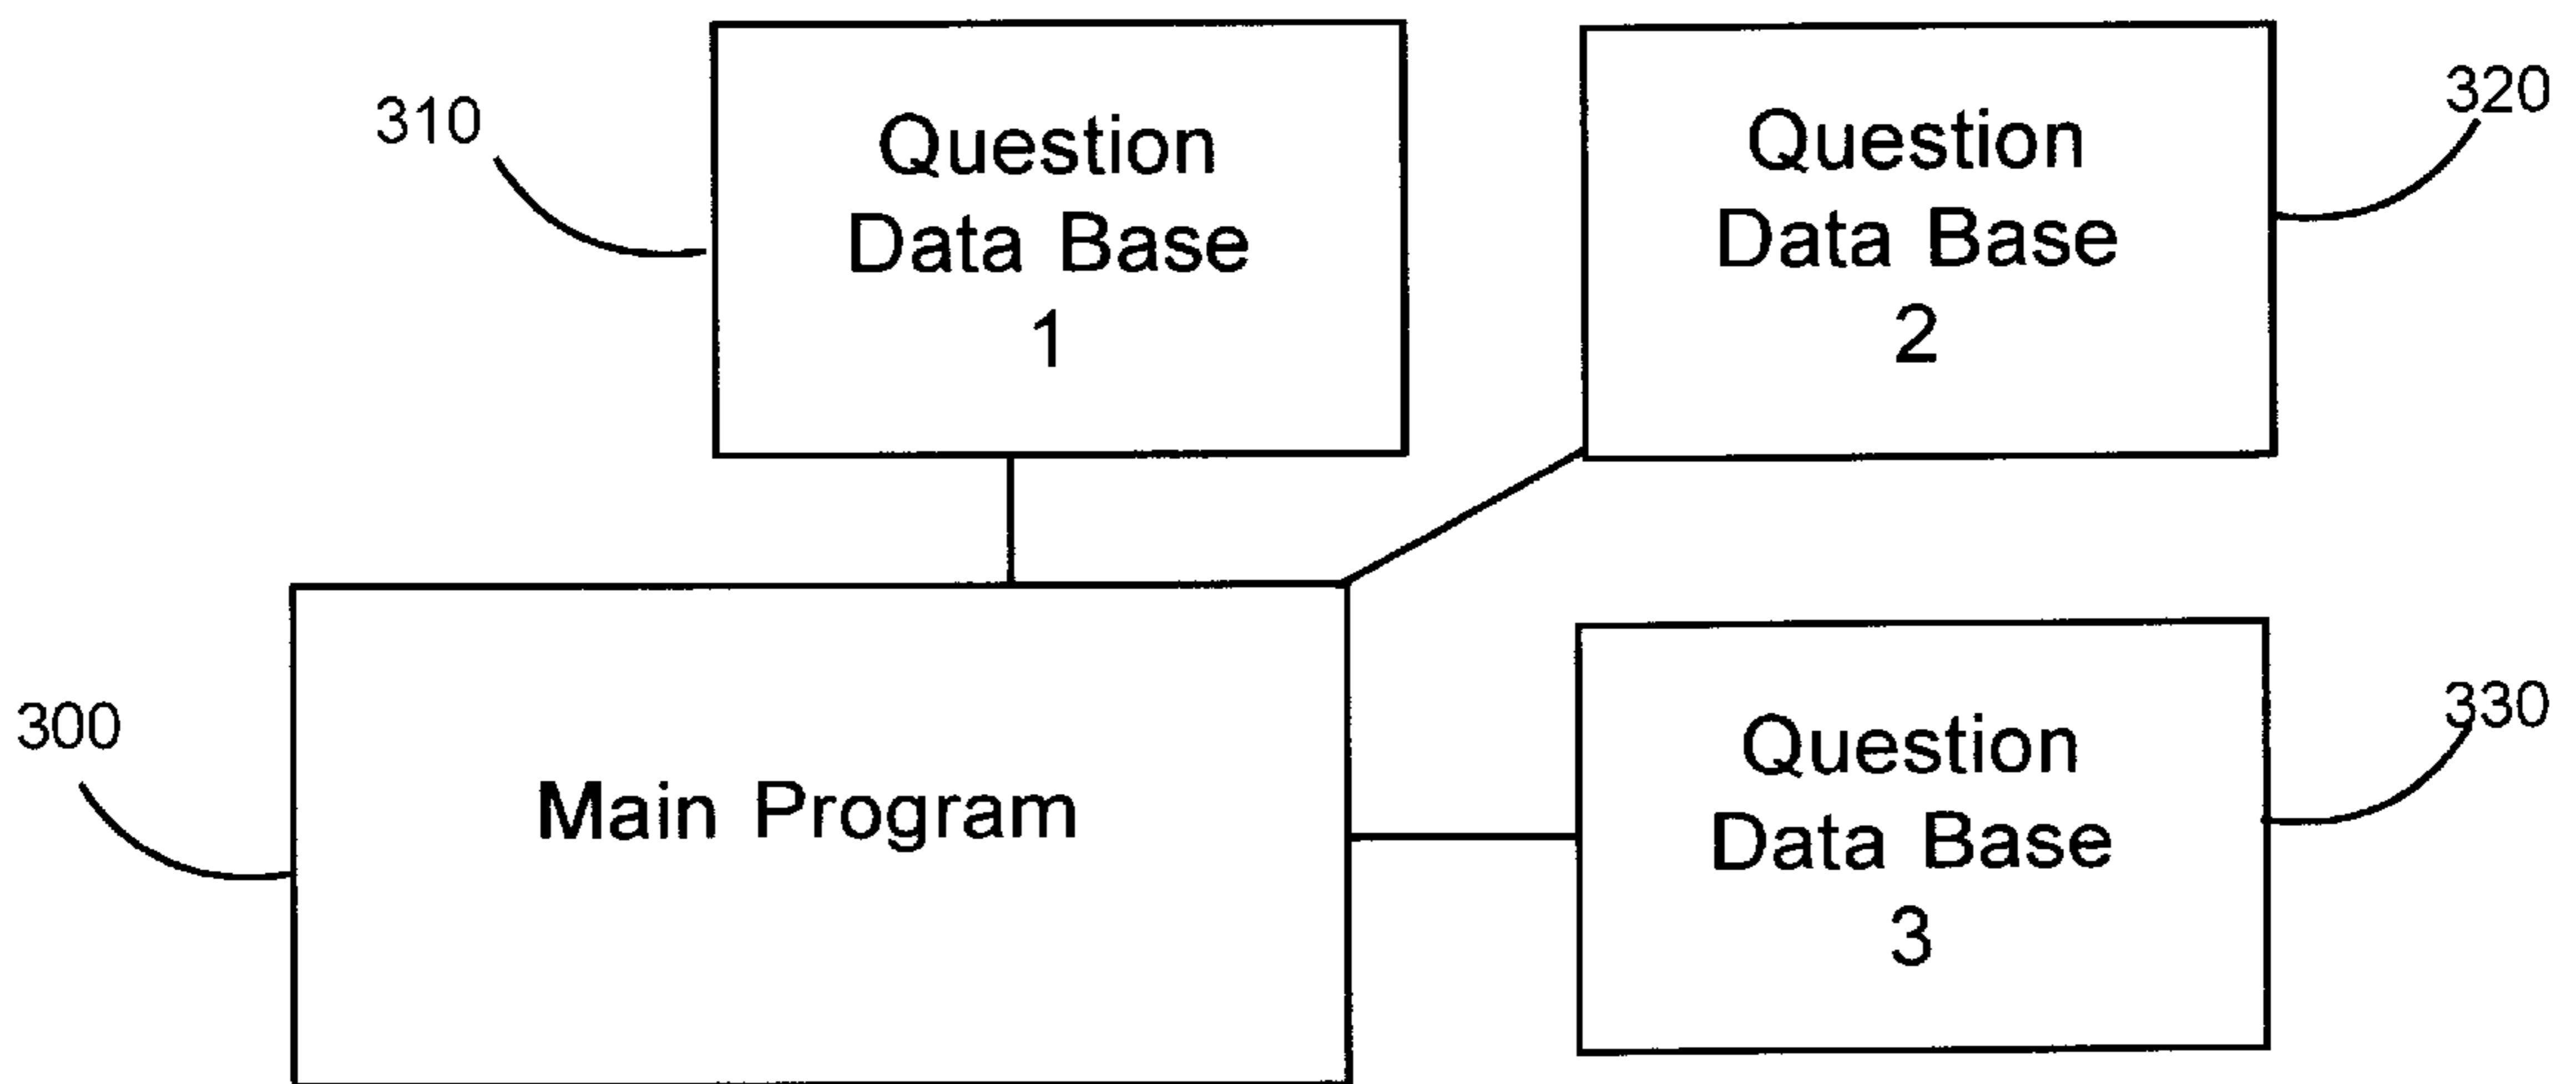 310
Question
Data Base
1
Question
Data Base
2
320
300
Main Program
Question
Data Base
3
330